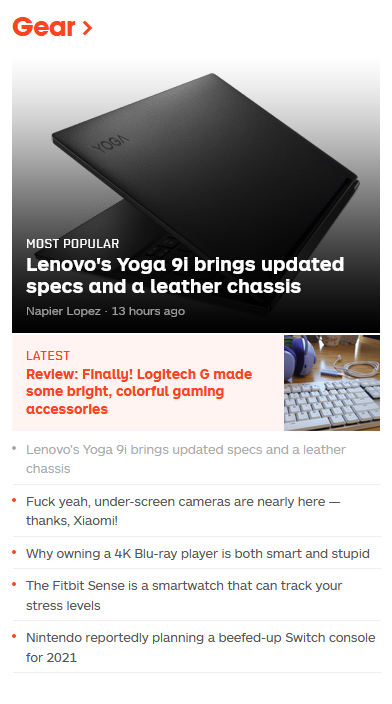 Gear
YOGA
MOST POPULAR
Lenovo's Yoga 9i brings updated
specs and a leather chassis
Napier Lopez · 13 hours ago
LATEST
Review: Finally! Logitech G made
some bright, colorful gaming
accessories
Lenovo's Yoga 9i brings updated specs and a leather
chassis
Fuck yeah, under-screen cameras are nearly here —
thanks, Xiaomi!
Why owning a 4K Blu-ray player is both smart and stupid
The Fitbit Sense is a smartwatch that can track your
stress levels
Nintendo reportedly planning a beefed-up Switch console
for 2021